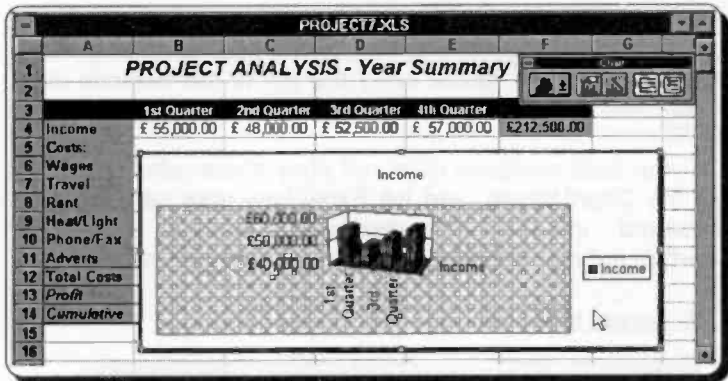 PROJECT7.XLS
A B C D E F G
1 PROJECT ANALYSIS - Year Summary
2
3 1st Quarter 2nd Quarter 3rd Quarter 4th Quarter
4 Income £ 55,000.00 £ 48,000.00 £ 52,500.00 £ 57,000.00 £212,500.00
5 Costs:
6 Wages
7 Travel
8 Rent
9 Heat/Light
10 Phone/Fax
11 Adverts
12 Total Costs
13 Profit
14 Cumulative
15
16
Income
£60,000.00
£50,000.00
£40,000.00
Income
1st Quarter
3rd Quarter
Income